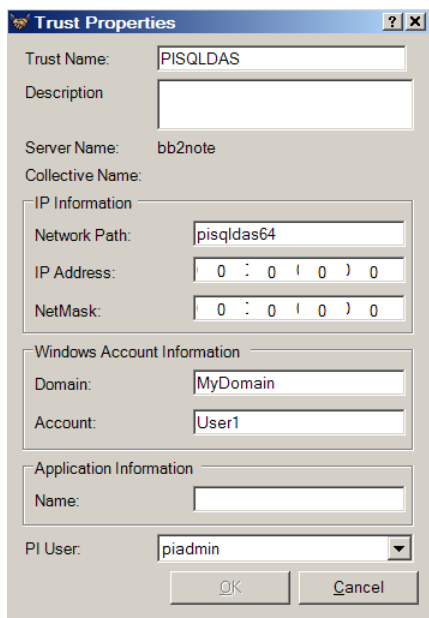 Trust Properties
Trust Name: PISQLDAS
Description
Server Name: bb2note
Collective Name:
IP Information
Network Path: pisqldas64
IP Address: 0 0 0 0
NetMask: 0 0 0 0
Windows Account Information
Domain: MyDomain
Account: User1
Application Information
Name:
PI User: piadmin
OK Cancel